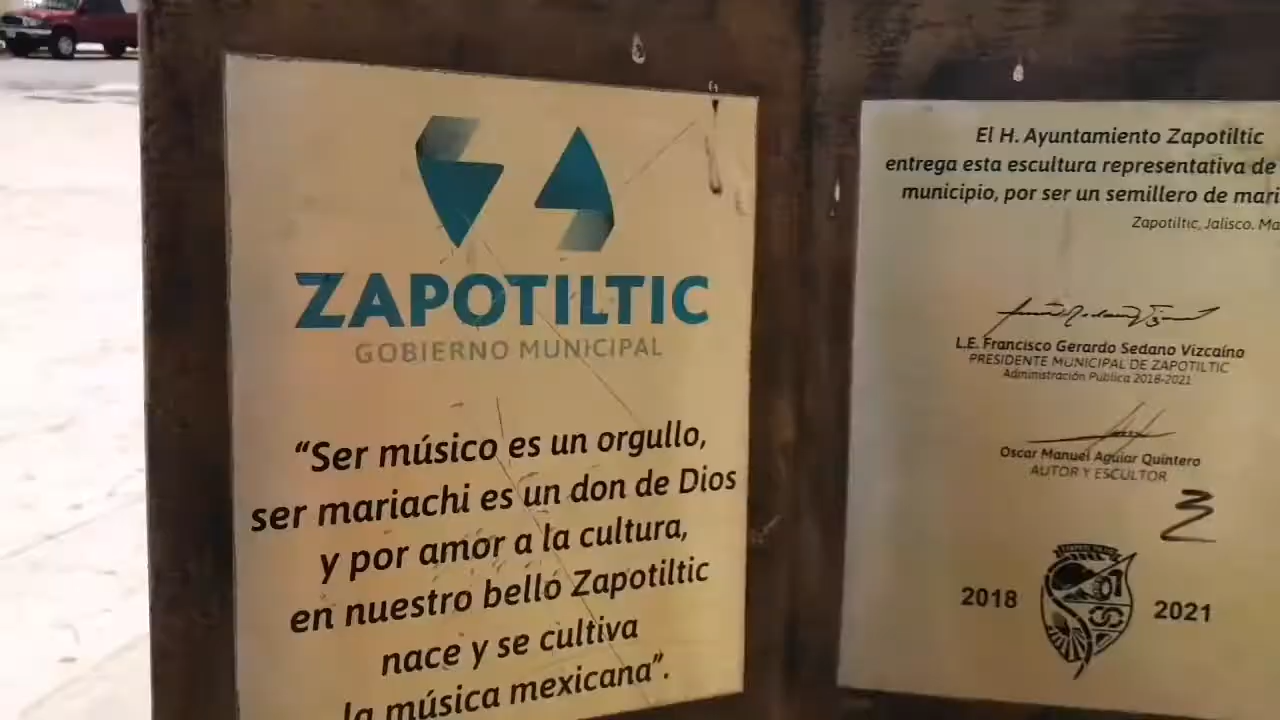 ZAPOTILTIC
GOBIERNO MUNICIPAL
“Ser músico es un orgullo,
ser mariachi es un don de Dios
y por amor a la cultura,
en nuestro bello Zapotiltic
nace y se cultiva
la música mexicana”.
El H. Ayuntamiento Zapotiltic
entrega esta escultura representativa de
municipio, por ser un semillero de
Zapotiltic, Jalisco.
L.E. Francisco Gerardo Sedano Vizcaíno
PRESIDENTE MUNICIPAL DE ZAPOTILTIC
Administración Publica 2018-2021
Oscar Manuel Aguiar Quintero
AUTOR Y ESCULTOR
2018 2021